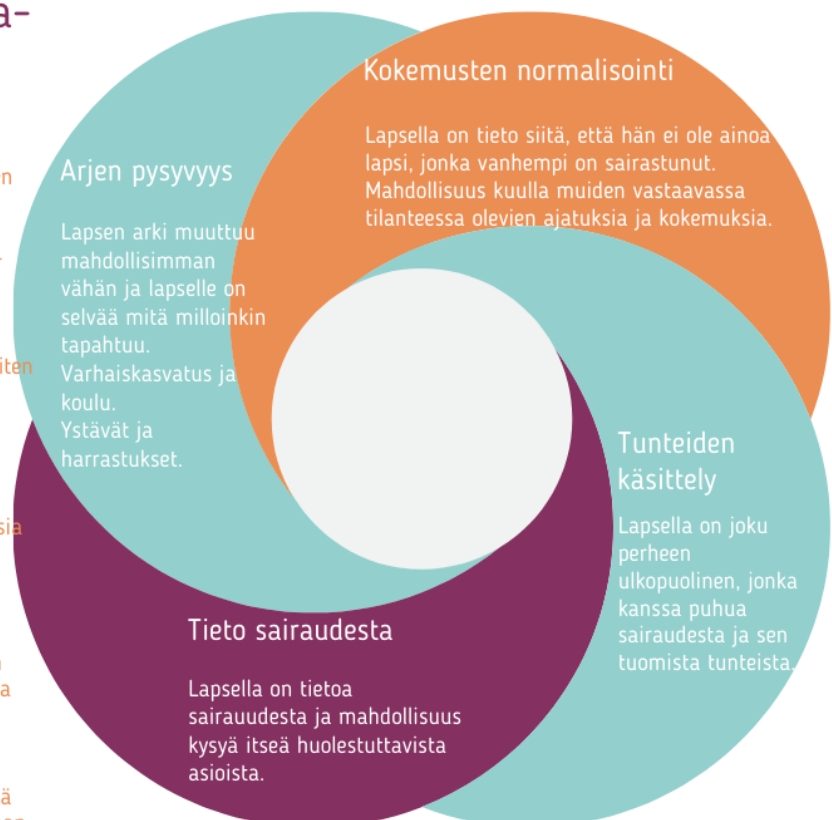 a-
n
iten
sia
a
ä
Arjen pysyvyys
Lapsen arki muuttuu
mahdollisimman
vähän ja lapselle on
selvää mitä milloinkin
tapahtuu.
Varhaiskasvatus ja
koulu.
Ystävät ja
harrastukset.
Kokemusten normalisointi
Lapsella on tieto siitä, että hän ei ole ainoa
lapsi, jonka vanhempi on sairastunut.
Mahdollisuus kuulla muiden vastaavassa
tilanteessa olevien ajatuksia ja kokemuksia.
Tunteiden
käsittely
Lapsella on joku
perheen
ulkopuolinen, jonka
kanssa puhua
sairaudesta ja sen
tuomista tunteista.
Tieto sairaudesta
Lapsella on tietoa
sairauudesta ja mahdollisuus
kysyä itseä huolestuttavista
asioista.